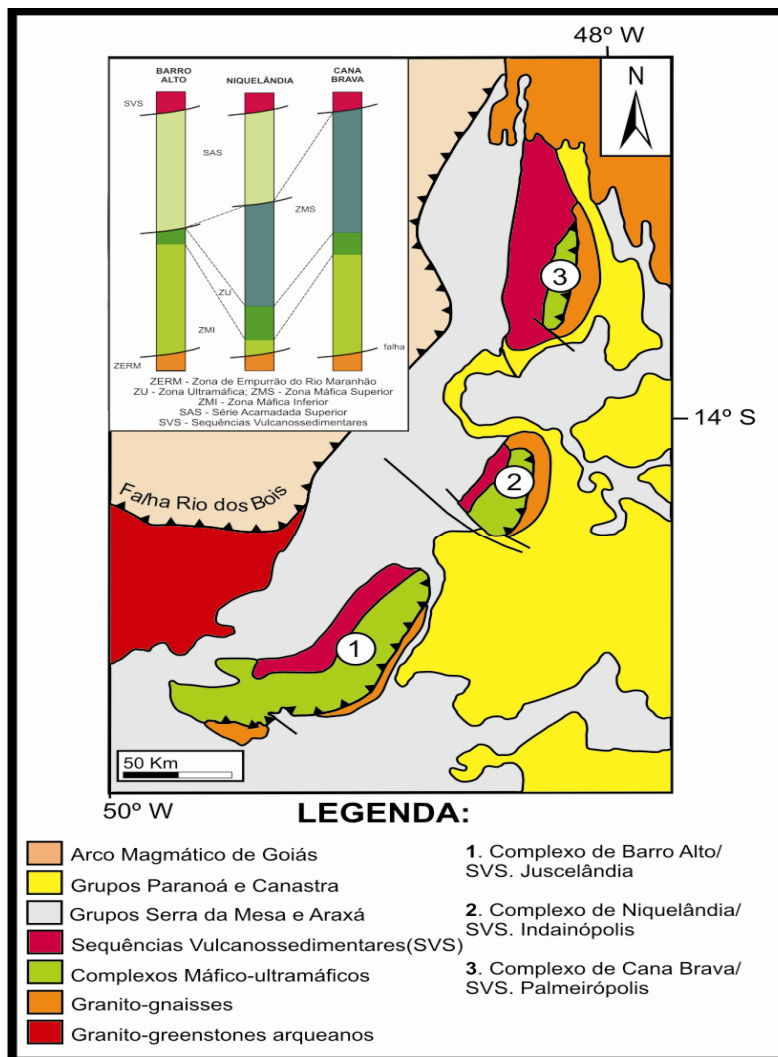 48º W
N
BARRO
ALTO
NIQUELÂNDIA
CANA
BRAVA
SVS
SAS
ZMS
ZU
ZMI
ZERM
falha
ZERM - Zona de Empurrão do Rio Maranhão
ZU - Zona Ultramáfica; ZMS - Zona Máfica Superior
ZMI - Zona Máfica Inferior
SAS - Série Acamadada Superior
SVS - Sequências Vulcanossedimentares
3
14º S
2
Falha Rio dos Bois
1
50 Km
50º W
LEGENDA:
Arco Magmático de Goiás
Grupos Paranoá e Canastra
Grupos Serra da Mesa e Araxá
Sequências Vulcanossedimentares(SVS)
Complexos Máfico-ultramáficos
Granito-gnaisses
Granito-greenstones arqueanos
1. Complexo de Barro Alto/
SVS. Juscelândia
2. Complexo de Niquelândia/
SVS. Indainópolis
3. Complexo de Cana Brava/
SVS. Palmeirópolis